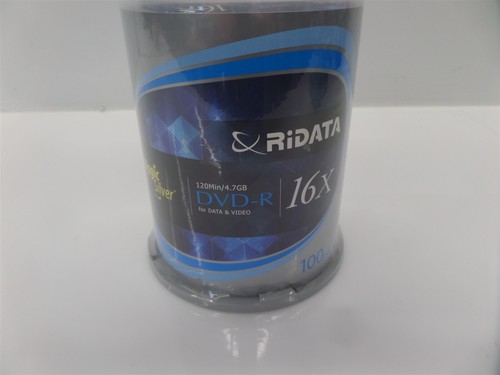 RiDATA
120Min/4.7GB
DVD-R
for DATA & VIDEO
16X
100